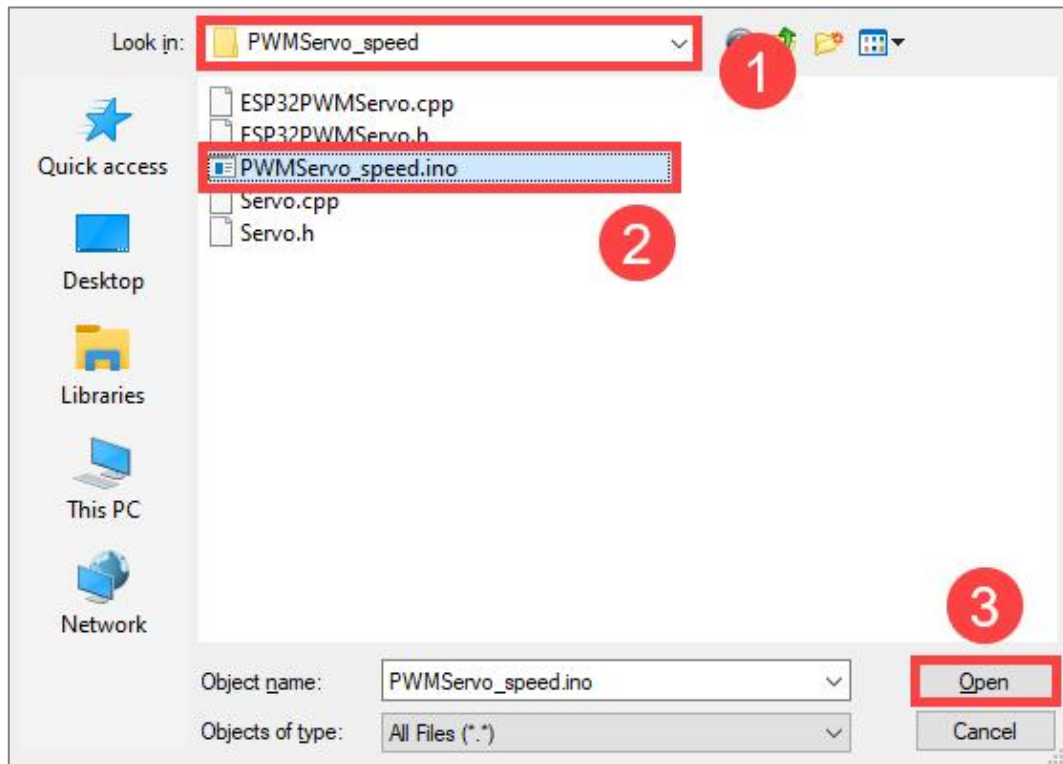 Look in: PWMServo_speed
1
ESP32PWMServo.cpp
ESP32PWMServo.h
PWMServo_speed.ino
Servo.cpp
Servo.h
2
Quick access
Desktop
Libraries
This PC
Network
3
Object name: PWMServo_speed.ino Open
Objects of type: All Files (*.*) Cancel